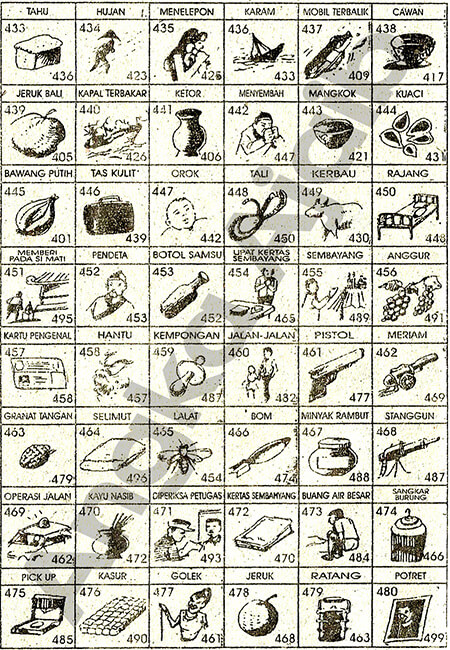 TAHU HUJAN MENELEPON KARAM MOBIL TERBALIK CAWAN
433 434 435 436 437 438
436 423 433 409 417
JERUK BALI KAPAL TERBAKAR KETOR MENYEMBAH MANGKOK KUACI
439 440 441 442 443 444
405 426 406 447 421 431
BAWANG PUTIH TAS KULIT OROK TALI KERBAU RAJANG
445 446 447 448 449 450
401 439 442 450 430 448
MEMBERI PADA SI MATI PENDETA BOTOL SAMSU LIPAT KERTAS SEMBAYANG SEMBAYANG ANGGUR
451 452 453 454 455 456
495 453 452 465 489 491
KARTU PENGENAL HANTU KEMPONGAN JALAN-JALAN PISTOL MERIAM
457 458 459 460 461 462
458 457 487 482 477 469
GRANAT TANGAN SELIMUT LALAT BOM MINYAK RAMBUT STANGGUN
463 464 465 466 467 468
479 496 454 474 488 487
OPERASI JALAN KAYU NASIB DIPERIKSA PETUGAS KERTAS SEMBAHYANG BUANG AIR BESAR SANGKAR BURUNG
469 470 471 472 473 474
462 472 493 470 484 466
PICK UP KASUR GOLEK JERUK RATANG POTRET
475 476 477 478 479 480
485 490 461 468 463 499